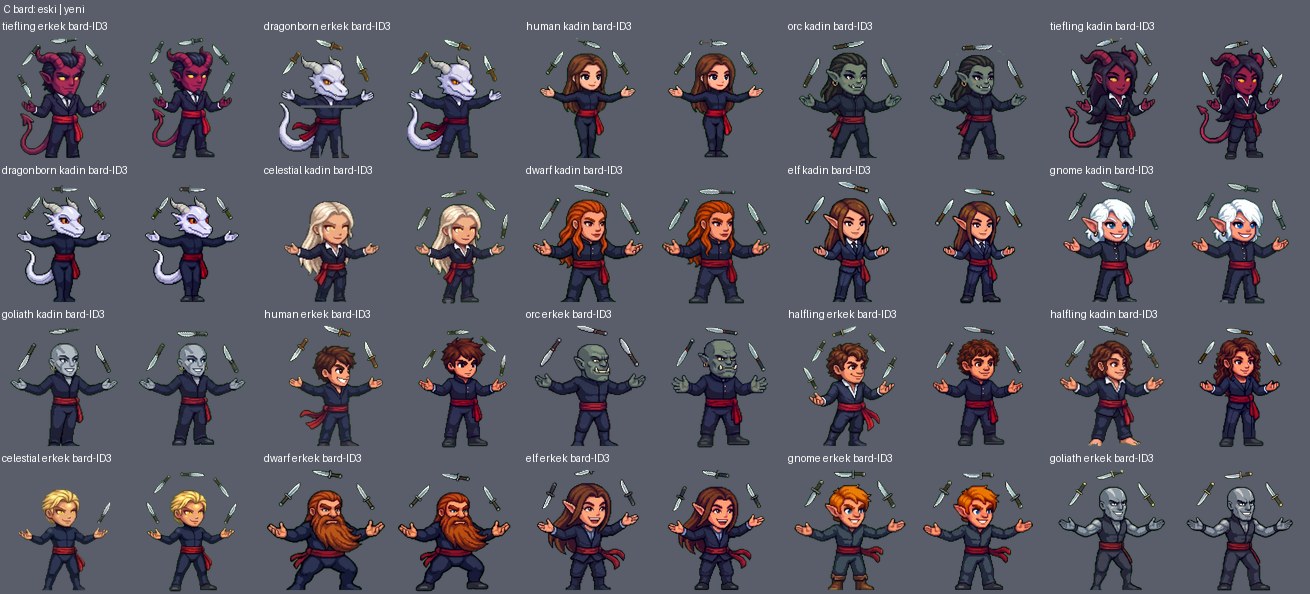 C bard: eski | yeni
tiefling erkek bard-ID3 dragonborn erkek bard-ID3 human kadin bard-ID3 orc kadin bard-ID3 tiefling kadin bard-ID3
dragonborn kadin bard-ID3 celestial kadin bard-ID3 dwarf kadin bard-ID3 elf kadin bard-ID3 gnome kadin bard-ID3
goliath kadin bard-ID3 human erkek bard-ID3 orc erkek bard-ID3 halfling erkek bard-ID3 halfling kadin bard-ID3
celestial erkek bard-ID3 dwarf erkek bard-ID3 elf erkek bard-ID3 gnome erkek bard-ID3 goliath erkek bard-ID3